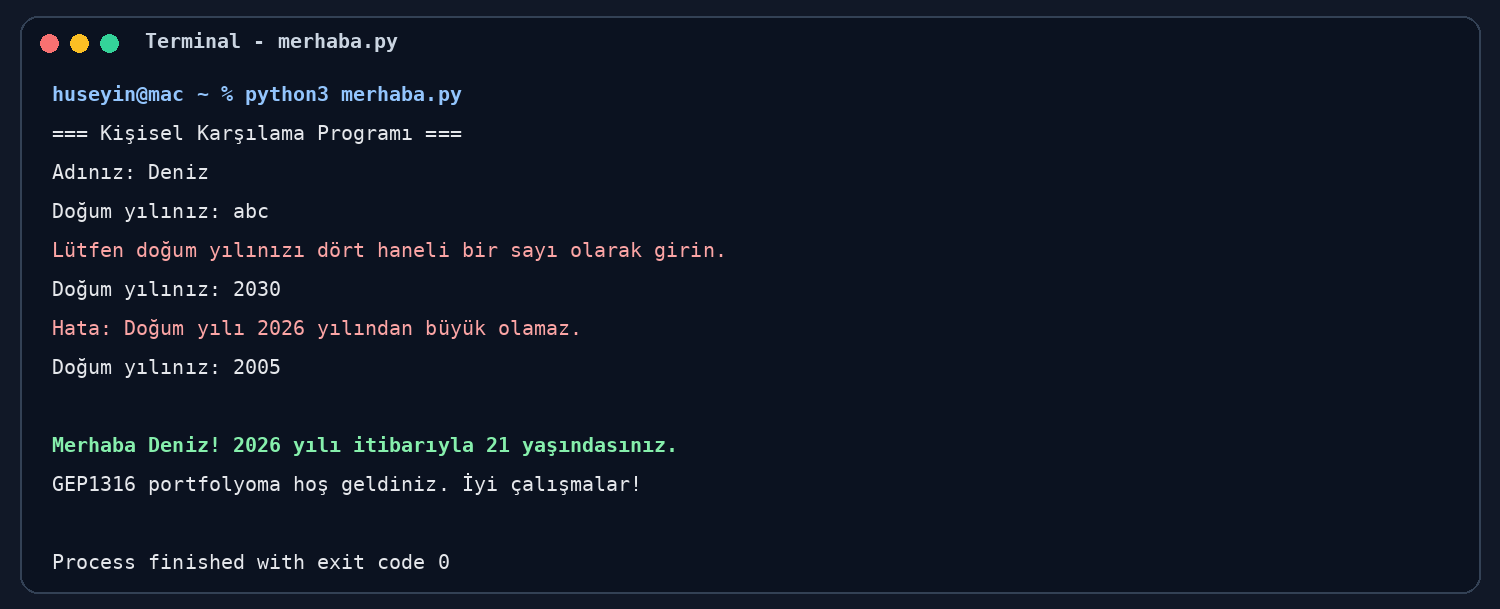 Terminal - merhaba.py
huseyin@mac ~ % python3 merhaba.py
=== Kişisel Karşılama Programı ===
Adınız: Deniz
Doğum yılınız: abc
Lütfen doğum yılınızı dört haneli bir sayı olarak girin.
Doğum yılınız: 2030
Hata: Doğum yılı 2026 yılından büyük olamaz.
Doğum yılınız: 2005
Merhaba Deniz! 2026 yılı itibarıyla 21 yaşındasınız.
GEP1316 portfolyoma hoş geldiniz. İyi çalışmalar!
Process finished with exit code 0